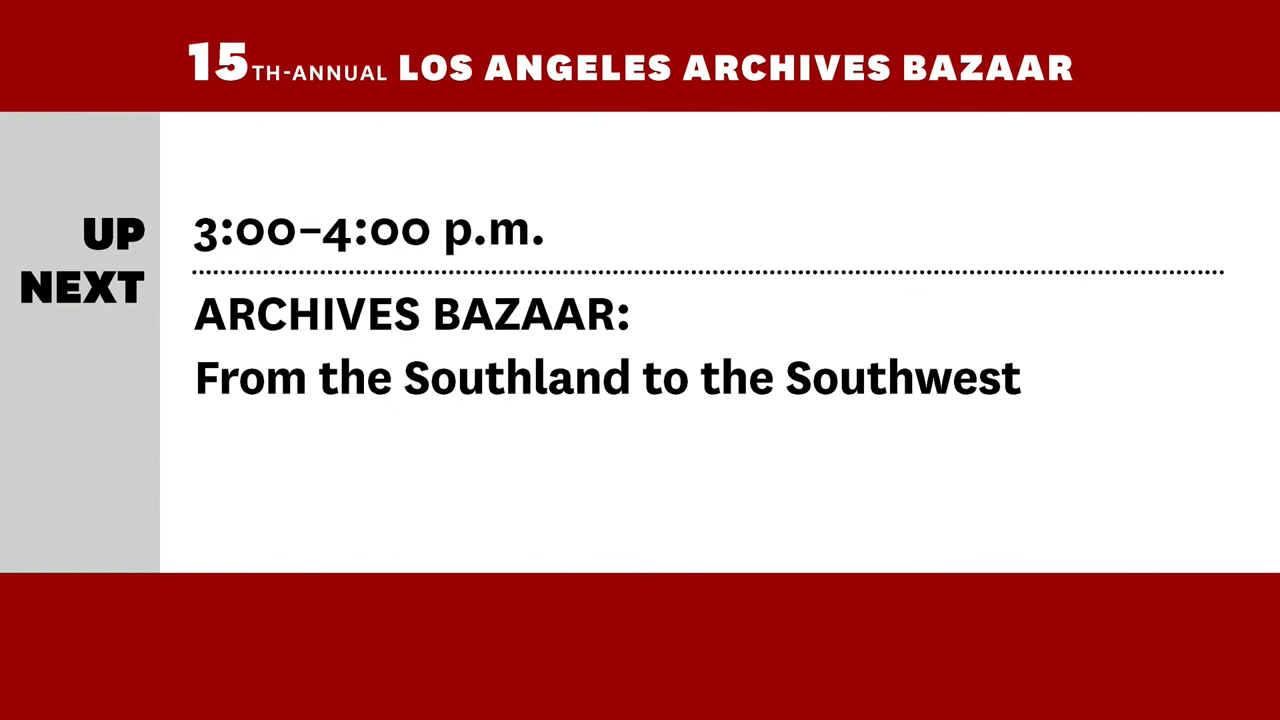 15TH-ANNUAL LOS ANGELES ARCHIVES BAZAAR
UP
NEXT
3:00–4:00 p.m.
ARCHIVES BAZAAR:
From the Southland to the Southwest